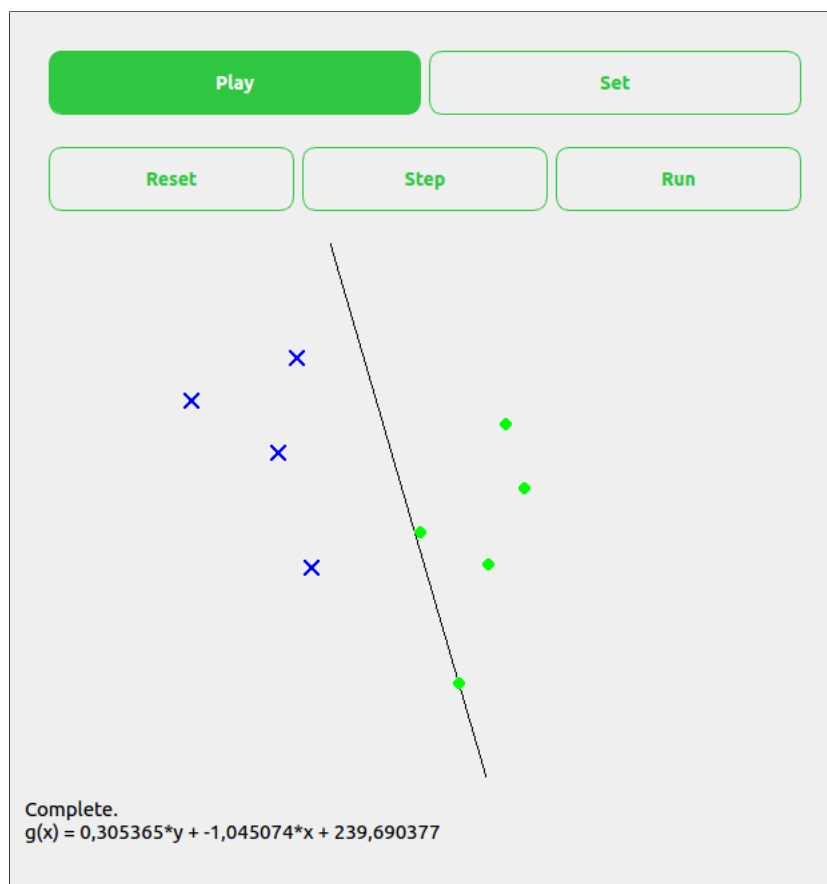 Play
Set
Reset
Step
Run
Complete.
g(x) = 0,305365*y + -1,045074*x + 239,690377